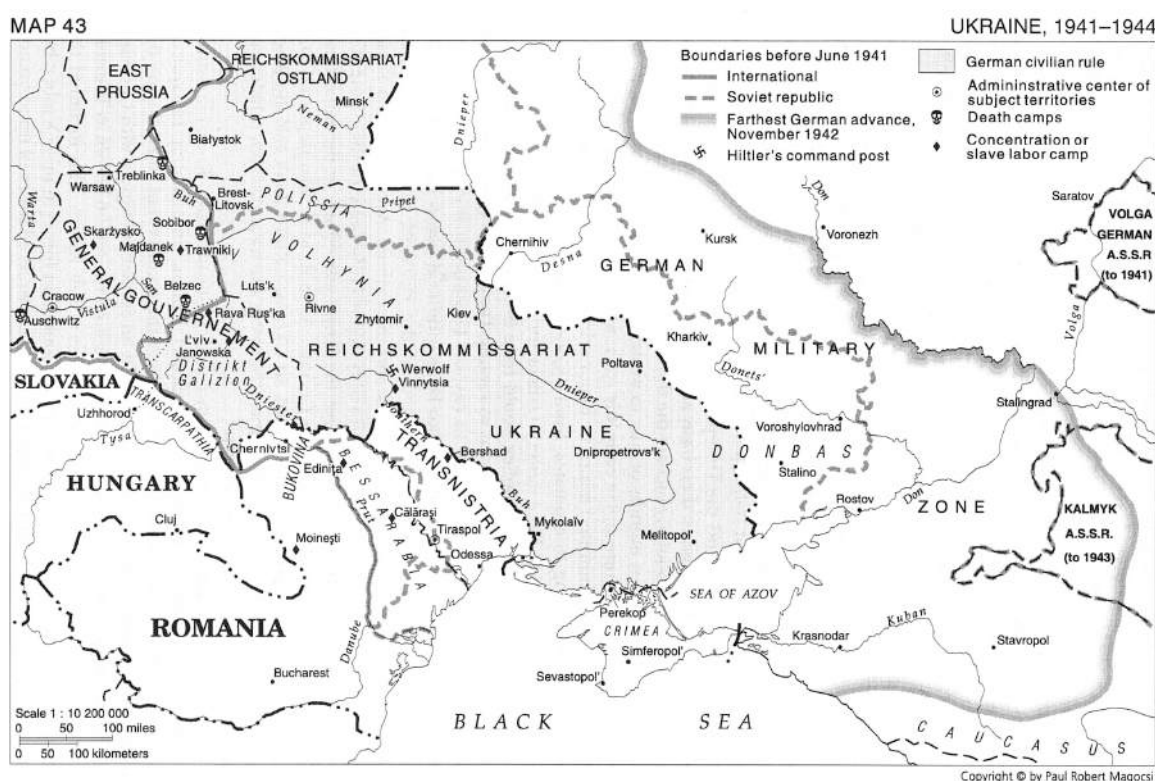 MAP 43
UKRAINE, 1941–1944
Boundaries before June 1941
International
Soviet republic
Farthest German advance,
November 1942
Hiltler's command post
German civilian rule
Admininstrative center of
subject territories
Death camps
Concentration or
slave labor camp
EAST
PRUSSIA
REICHSKOMMISSARIAT
OSTLAND
Minsk
Neman
Białystok
Treblinka
Warsaw
Buh
Brest-
Litovsk
POLISSIA
Pripet
Dnieper
Warta
Skarżysko
Sobibor
Majdanek
Trawniki
VOLHYNIA
GENERALGOUVERNEMENT
Chernihiv
Desna
Kursk
Don
Voronezh
Saratov
VOLGA
GERMAN
A.S.S.R
(to 1941)
Volga
GERMAN
MILITARY
ZONE
Belzec
San
Luts'k
Rivne
Zhytomir
Kiev
Cracow
Vistula
Auschwitz
Rava Rus'ka
L'viv
Janowska
Distrikt
Galizien
REICHSKOMMISSARIAT
UKRAINE
Kharkiv
Poltava
Donets'
SLOVAKIA
TRANSCARPATHIA
Dniester
Werwolf
Vinnytsia
Dnieper
Stalingrad
Uzhhorod
Tysa
Chernivtsi
BUKOVINA
Southern
Buh
TRANSNISTRIA
Bershad
Dnipropetrovs'k
Voroshylovhrad
DONBAS
Stalino
HUNGARY
Edinița
BESSARABIA
Prut
Rostov
Don
KALMYK
A.S.S.R.
(to 1943)
Cluj
Moinești
Călărași
Tiraspol
Odessa
Mykolaïv
Melitopol'
SEA OF AZOV
Perekop
CRIMEA
Simferopol'
Sevastopol'
Krasnodar
Kuban
Stavropol
ROMANIA
Danube
Bucharest
Scale 1 : 10 200 000
0 50 100 miles
0 50 100 kilometers
BLACK SEA
CAUCASUS
Copyright © by Paul Robert Magocsi